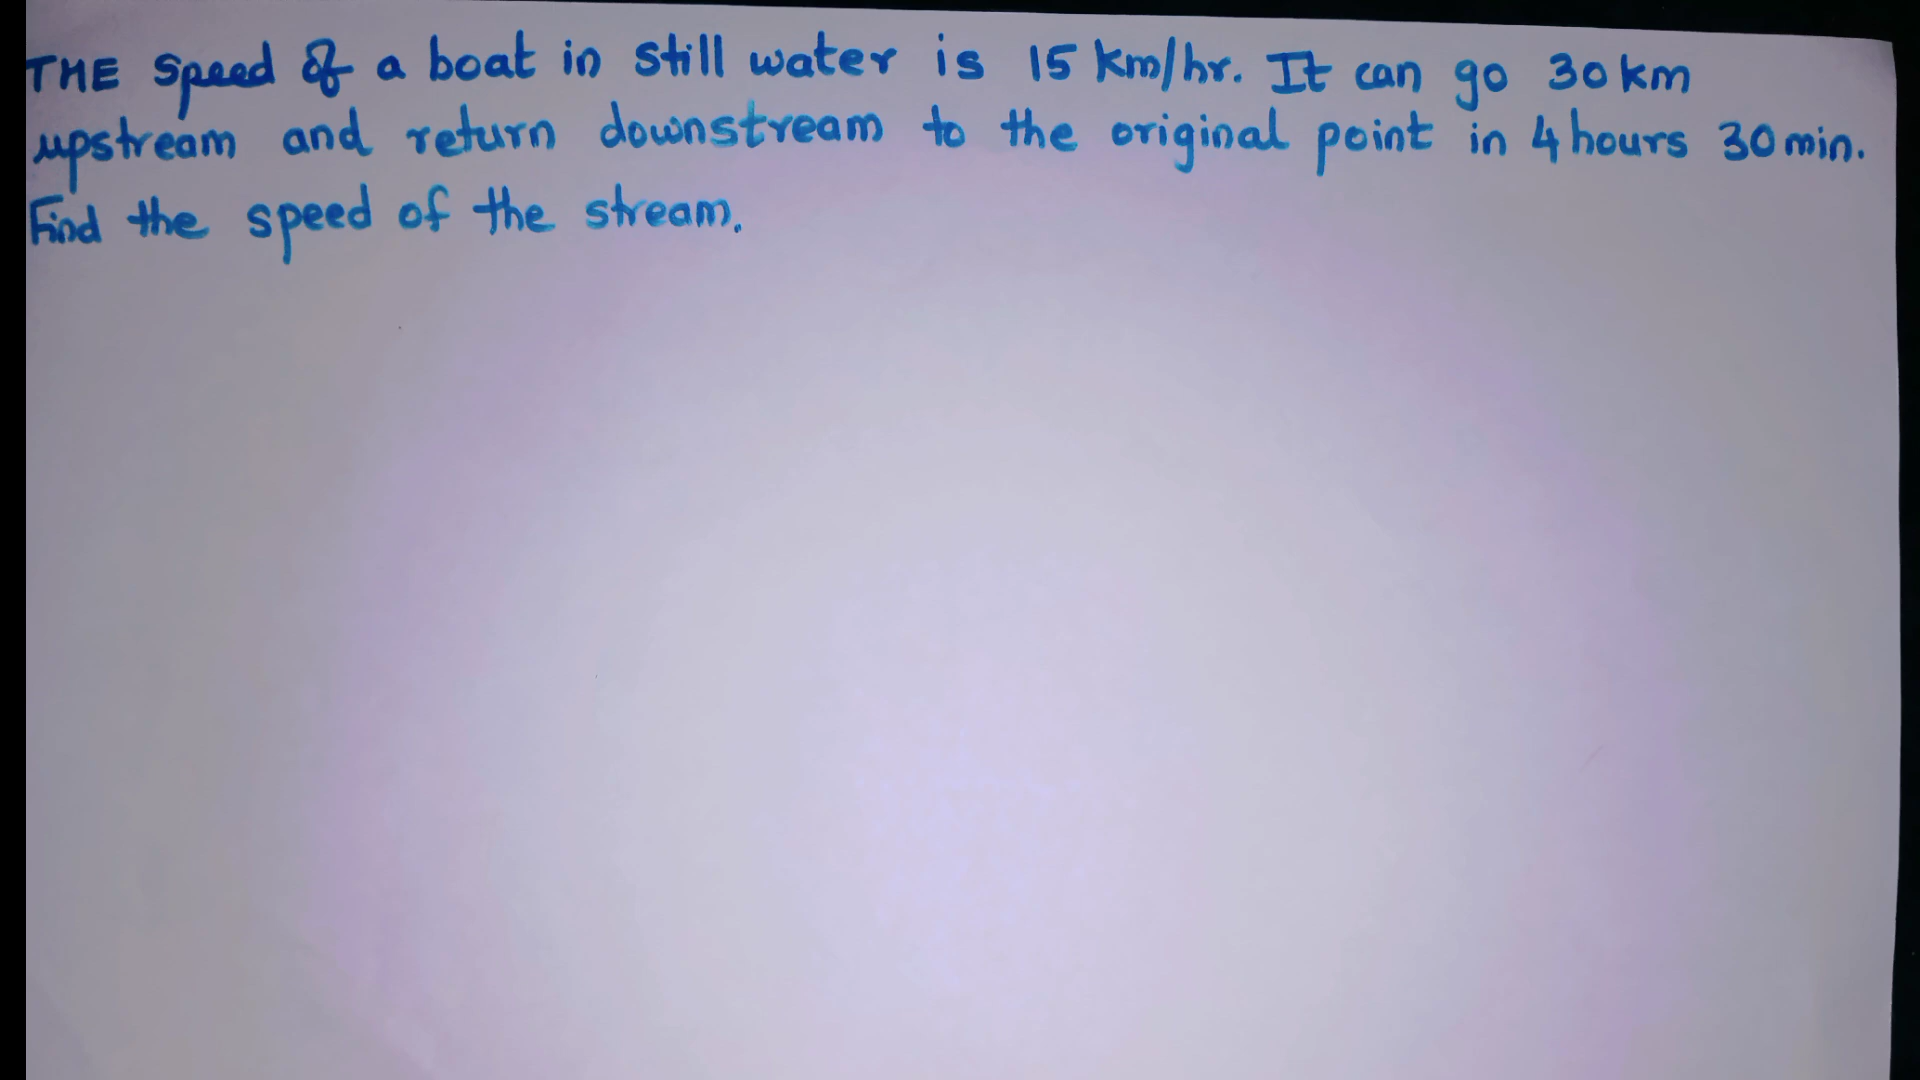 THE Speed of a boat in still water is 15 km/hr. It can go 30 km
upstream and return downstream to the original point in 4 hours 30 min.
Find the speed of the stream.